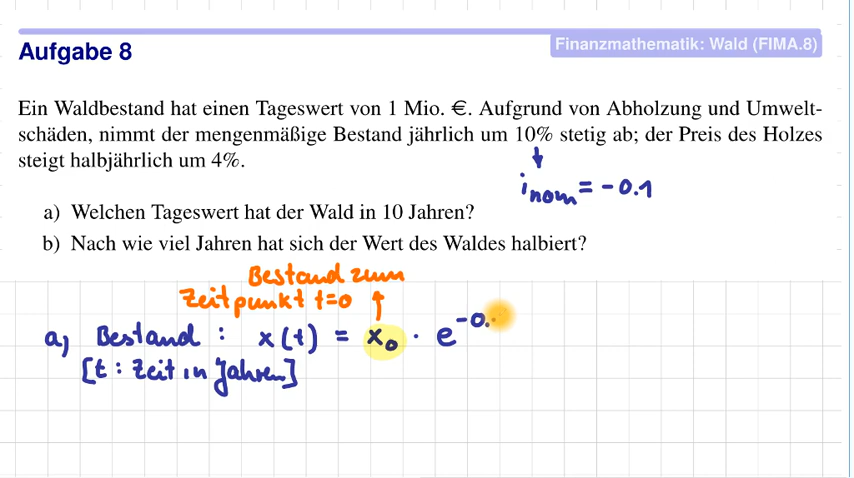 Aufgabe 8
Finanzmathematik: Wald (FIMA.8)
Ein Waldbestand hat einen Tageswert von 1 Mio. €. Aufgrund von Abholzung und Umwelt-
schäden, nimmt der mengenmäßige Bestand jährlich um 10% stetig ab; der Preis des Holzes
steigt halbjährlich um 4%.
i_nom = -0.1
a) Welchen Tageswert hat der Wald in 10 Jahren?
b) Nach wie viel Jahren hat sich der Wert des Waldes halbiert?
Bestand zum
Zeitpunkt t=0
a) Bestand : x(t) = x_0 · e^-0.
[t : Zeit in Jahren]